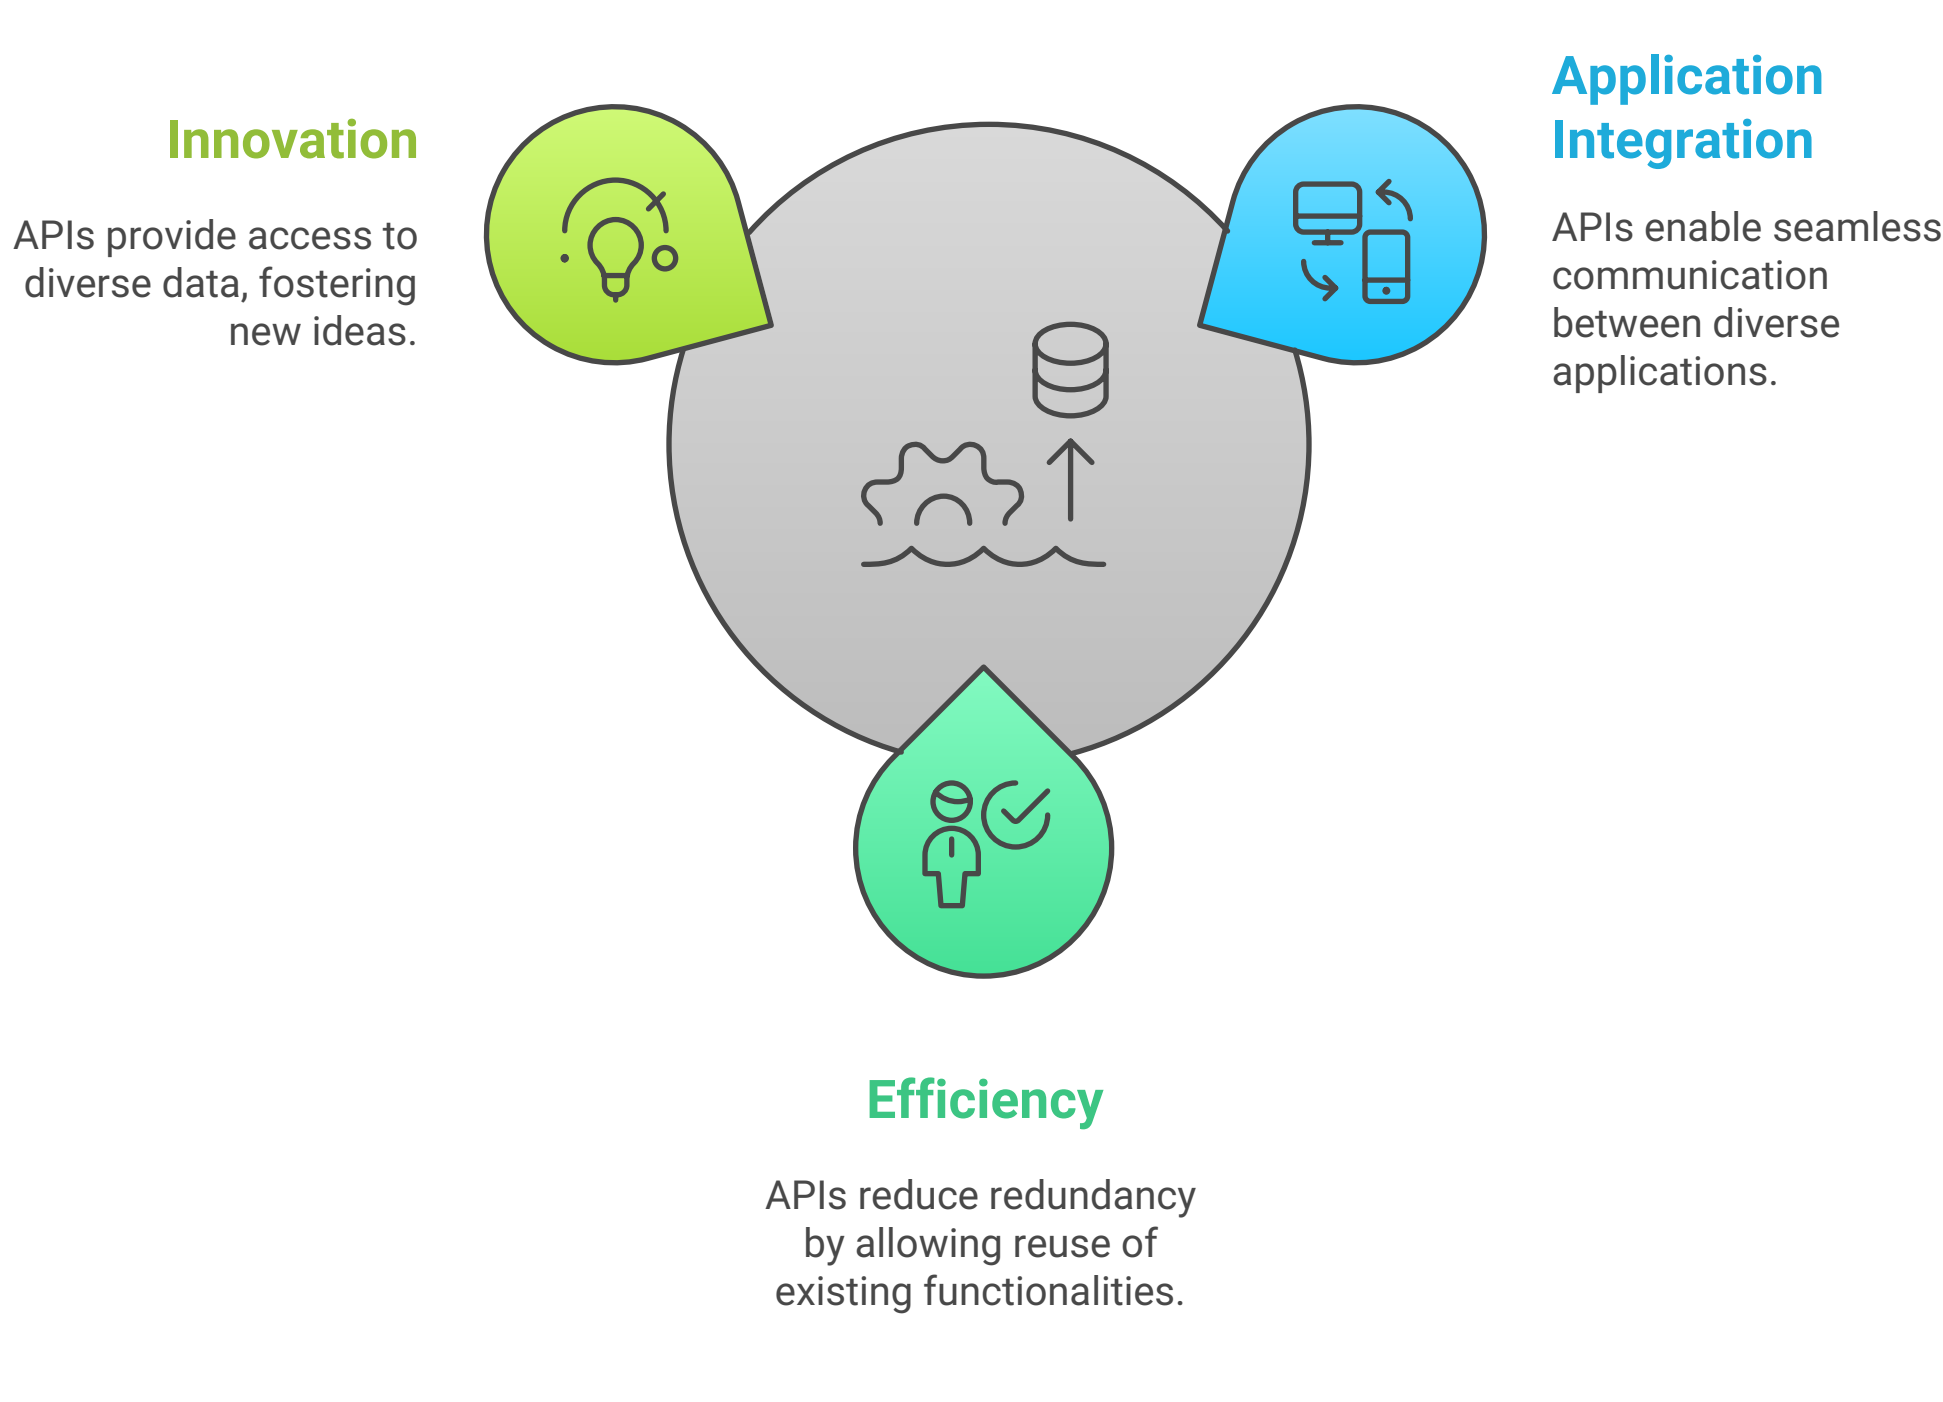 Innovation
APIs provide access to
diverse data, fostering
new ideas.
Application
Integration
APIs enable seamless
communication
between diverse
applications.
Efficiency
APIs reduce redundancy
by allowing reuse of
existing functionalities.